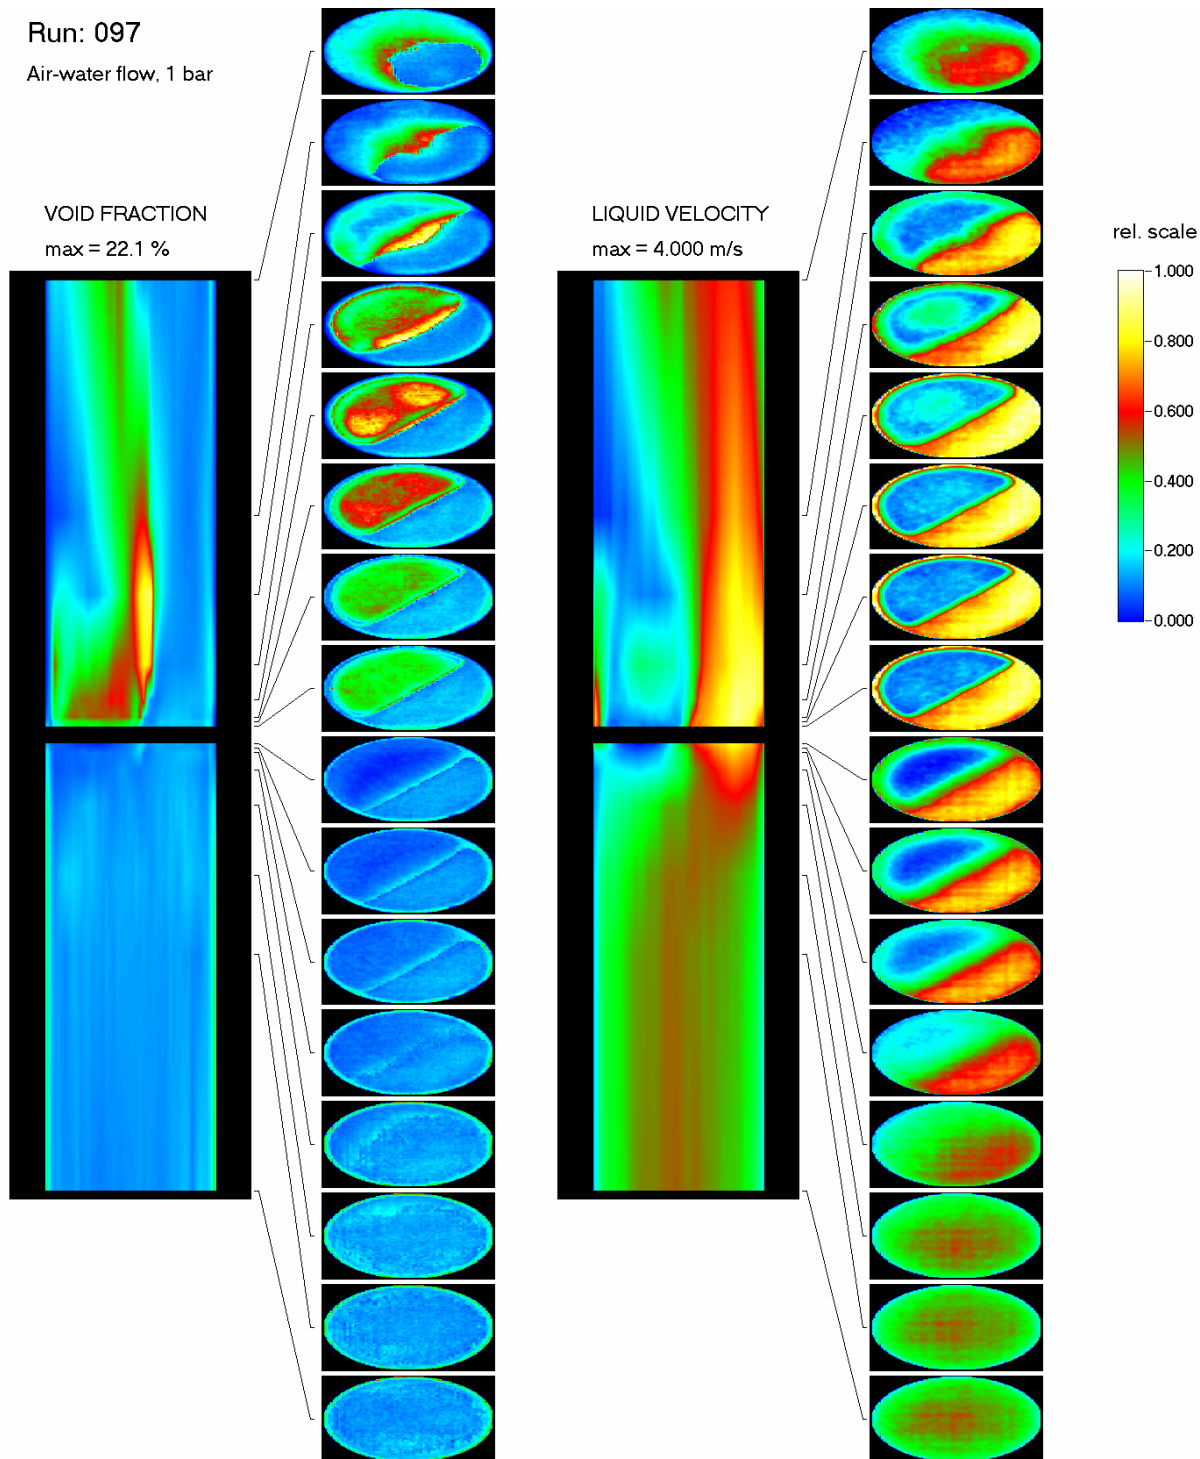 Run: 097
Air-water flow, 1 bar
VOID FRACTION
max = 22.1 %
LIQUID VELOCITY
max = 4.000 m/s
rel. scale
1.000
0.800
0.600
0.400
0.200
0.000